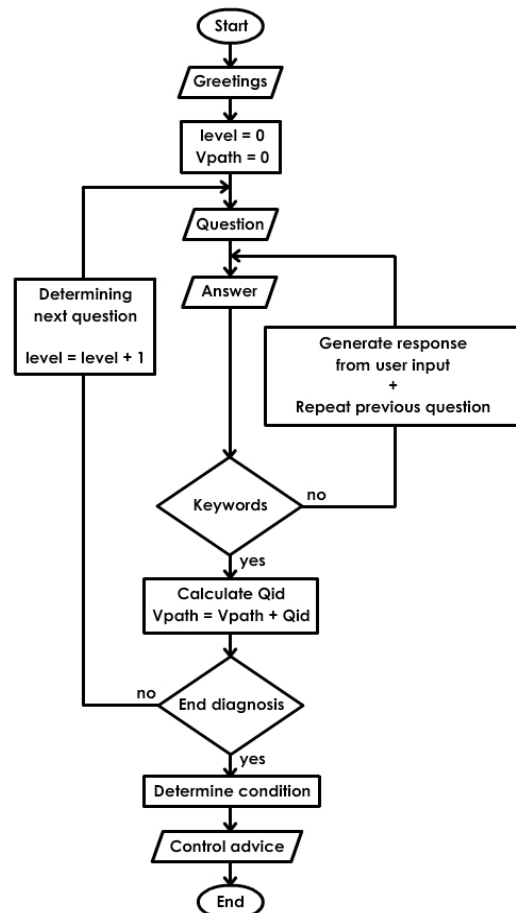 Start
Greetings
level = 0
Vpath = 0
Question
Answer
Determining
next question
level = level + 1
Generate response
from user input
+
Repeat previous question
Keywords
no
yes
Calculate Qid
Vpath = Vpath + Qid
no
End diagnosis
yes
Determine condition
Control advice
End